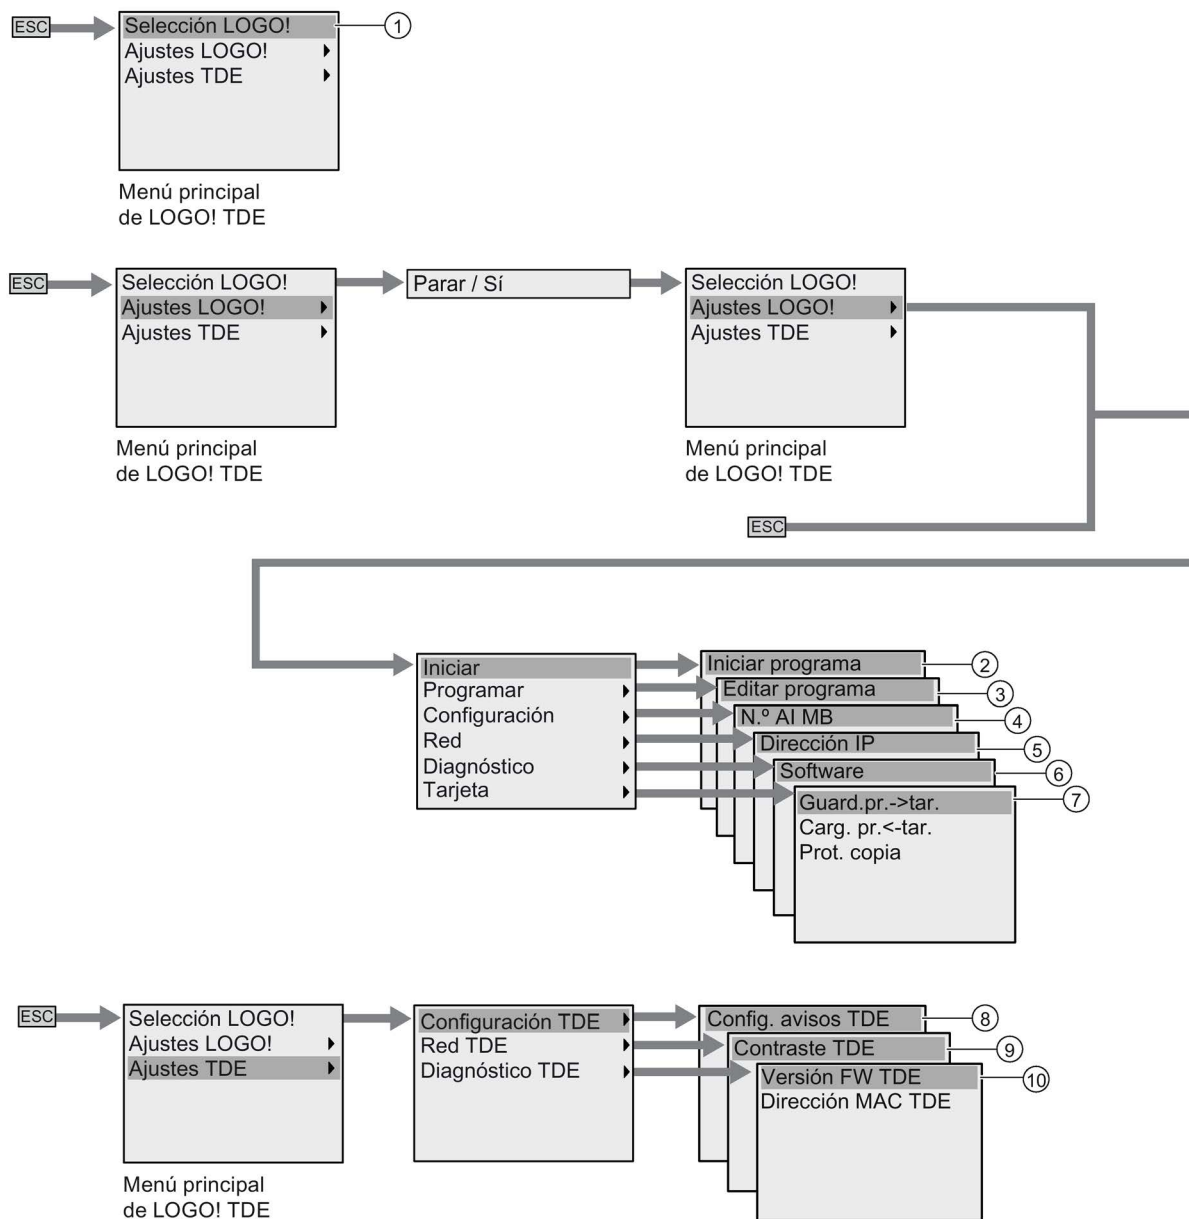 ESC
Selección LOGO!
1
Ajustes LOGO!
Ajustes TDE
Menú principal
de LOGO! TDE
ESC
Selección LOGO!
Ajustes LOGO!
Ajustes TDE
Menú principal
de LOGO! TDE
Parar / Sí
Selección LOGO!
Ajustes LOGO!
Ajustes TDE
Menú principal
de LOGO! TDE
ESC
Iniciar
Programar
Configuración
Red
Diagnóstico
Tarjeta
Iniciar programa
2
Editar programa
3
N.º AI MB
4
Dirección IP
5
Software
6
Guard.pr.->tar.
7
Carg. pr.<-tar.
Prot. copia
ESC
Selección LOGO!
Ajustes LOGO!
Ajustes TDE
Menú principal
de LOGO! TDE
Configuración TDE
Red TDE
Diagnóstico TDE
Config. avisos TDE
8
Contraste TDE
9
Versión FW TDE
10
Dirección MAC TDE